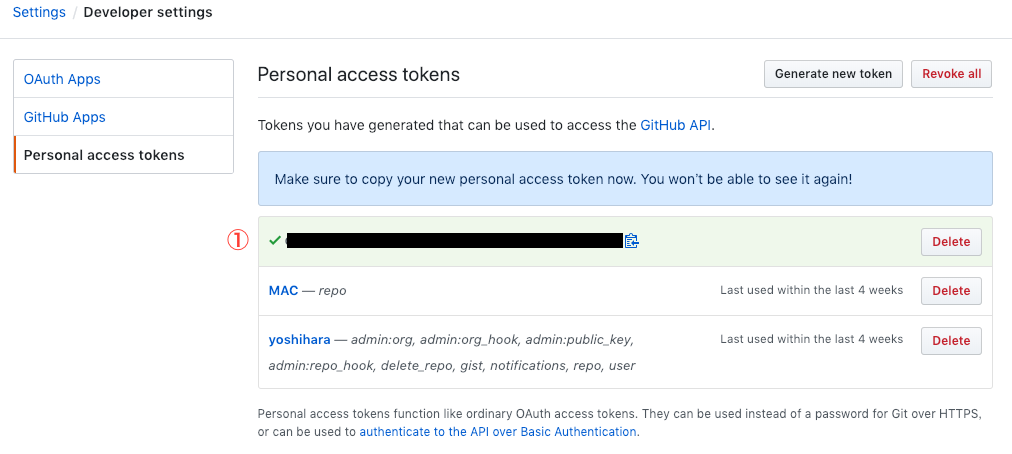 Settings / Developer settings
OAuth Apps
GitHub Apps
Personal access tokens
Personal access tokens
Generate new token
Revoke all
Tokens you have generated that can be used to access the GitHub API.
Make sure to copy your new personal access token now. You won't be able to see it again!
①
Delete
MAC — repo
Last used within the last 4 weeks
Delete
yoshihara — admin:org, admin:org_hook, admin:public_key,
admin:repo_hook, delete_repo, gist, notifications, repo, user
Last used within the last 4 weeks
Delete
Personal access tokens function like ordinary OAuth access tokens. They can be used instead of a password for Git over HTTPS,
or can be used to authenticate to the API over Basic Authentication.